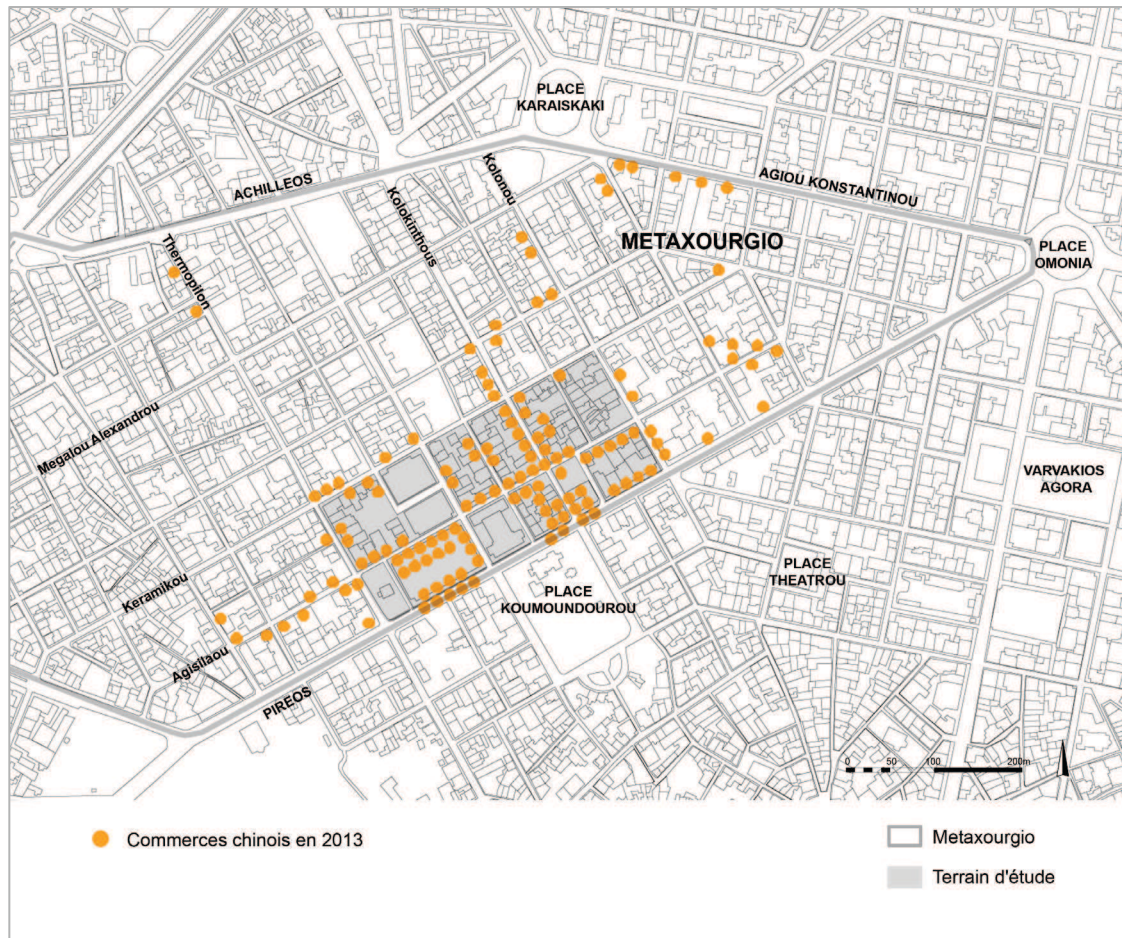 PLACE
KARAISKAKI
ACHILLEOS
Kolokinthous
Kolonou
AGIOU KONSTANTINOU
METAXOURGIO
PLACE
OMONIA
Thermopilon
Megalou Alexandrou
VARVAKIOS
AGORA
Keramikou
PLACE
THEATROU
PLACE
KOUMOUNDOUROU
Agisilaou
PIREOS
0 50 100 200m
Commerces chinois en 2013
Metaxourgio
Terrain d'étude